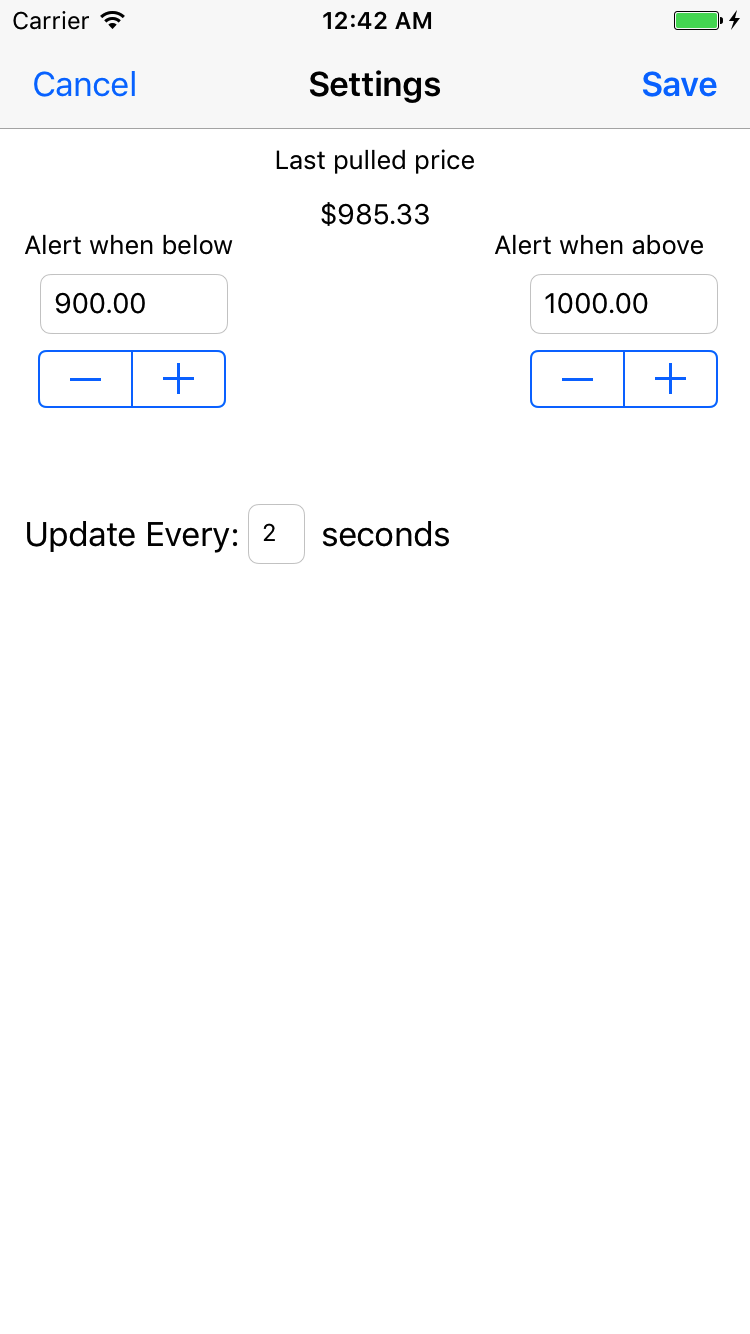 Carrier 12:42 AM
Cancel Settings Save
Last pulled price
$985.33
Alert when below Alert when above
900.00 1000.00
Update Every: 2 seconds